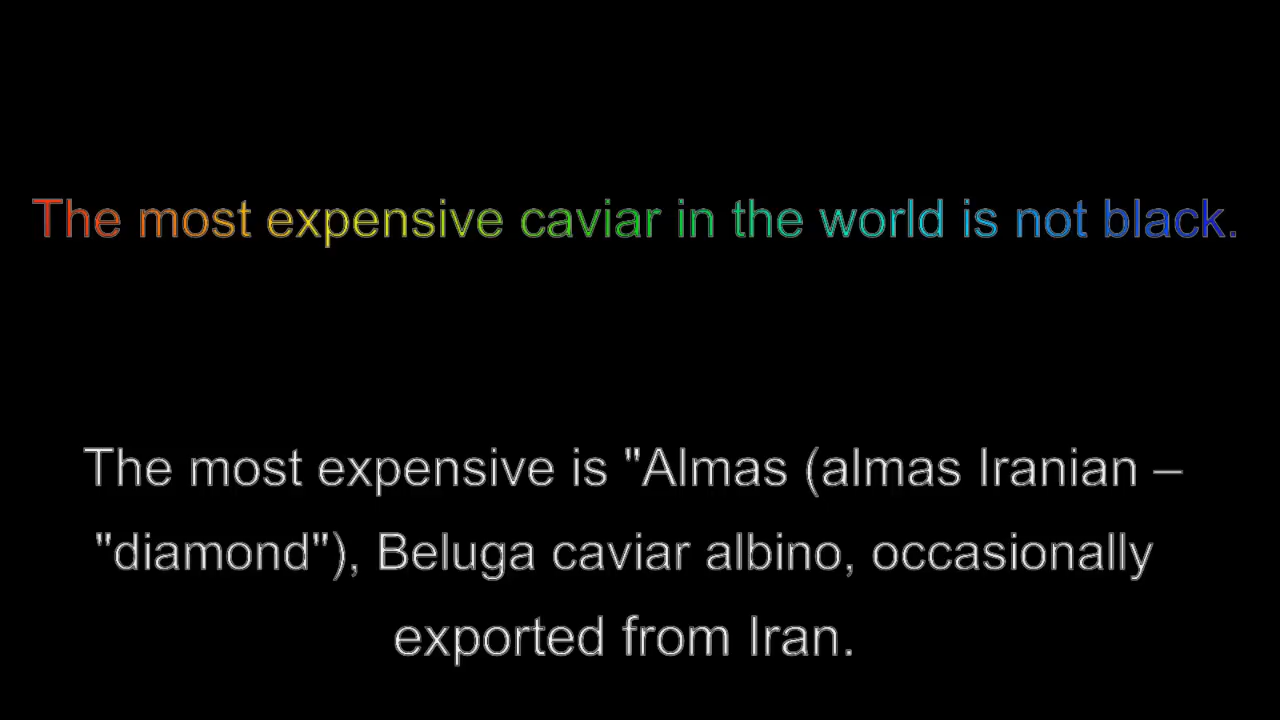 The most expensive caviar in the world is not black.
The most expensive is "Almas (almas Iranian –
"diamond"), Beluga caviar albino, occasionally
exported from Iran.